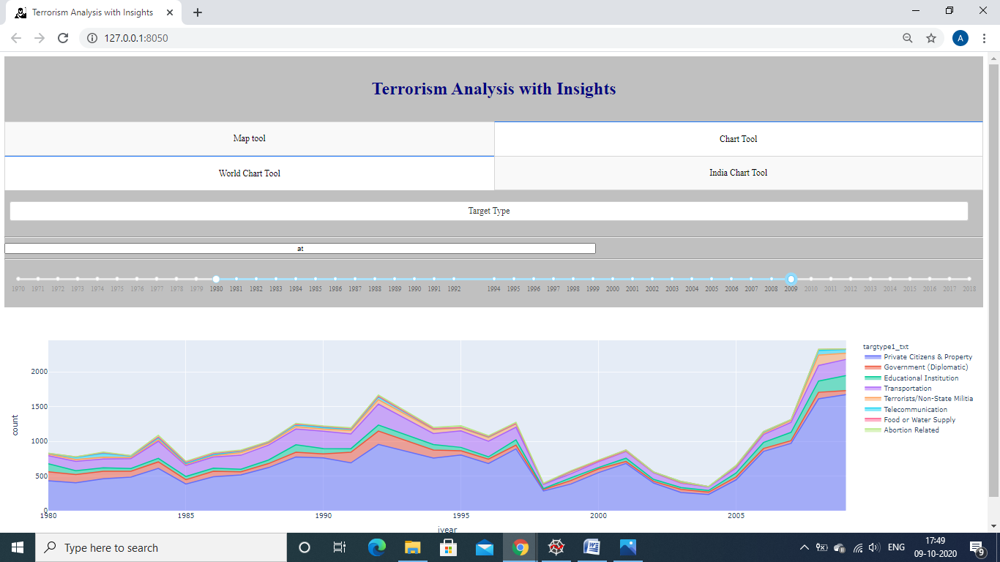 Terrorism Analysis with Insights
127.0.0.1:8050
A
Terrorism Analysis with Insights
Map tool
Chart Tool
World Chart Tool
India Chart Tool
Target Type
at
1970 1971 1972 1973 1974 1975 1976 1977 1978 1979 1980 1981 1982 1983 1984 1985 1986 1987 1988 1989 1990 1991 1992 1994 1995 1996 1997 1998 1999 2000 2001 2002 2003 2004 2005 2006 2007 2008 2009 2010 2011 2012 2013 2014 2015 2016 2017 2018
targtype1_txt
Private Citizens & Property
Government (Diplomatic)
Educational Institution
Transportation
Terrorists/Non-State Militia
Telecommunication
Food or Water Supply
Abortion Related
count
2000
1500
1000
500
0
1980 1985 1990 1995 2000 2005
iyear
Type here to search
ENG
17:49
09-10-2020
9